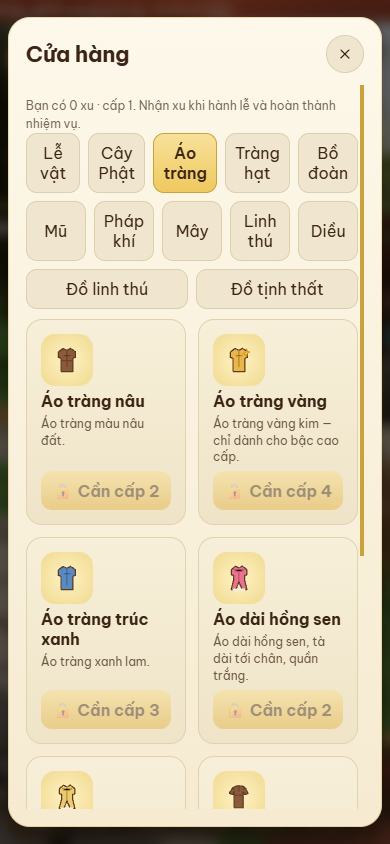 Cửa hàng
×
Bạn có 0 xu · cấp 1. Nhận xu khi hành lễ và hoàn thành
nhiệm vụ.
Lễ
vật
Cây
Phật
Áo
tràng
Tràng
hạt
Bồ
đoàn
Mũ
Pháp
khí
Mây
Linh
thú
Diều
Đồ linh thú
Đồ tịnh thất
Áo tràng nâu
Áo tràng màu nâu
đất.
Cần cấp 2
Áo tràng vàng
Áo tràng vàng kim —
chỉ dành cho bậc cao
cấp.
Cần cấp 4
Áo tràng trúc
xanh
Áo tràng xanh lam.
Cần cấp 3
Áo dài hồng sen
Áo dài hồng sen, tà
dài tới chân, quần
trắng.
Cần cấp 2